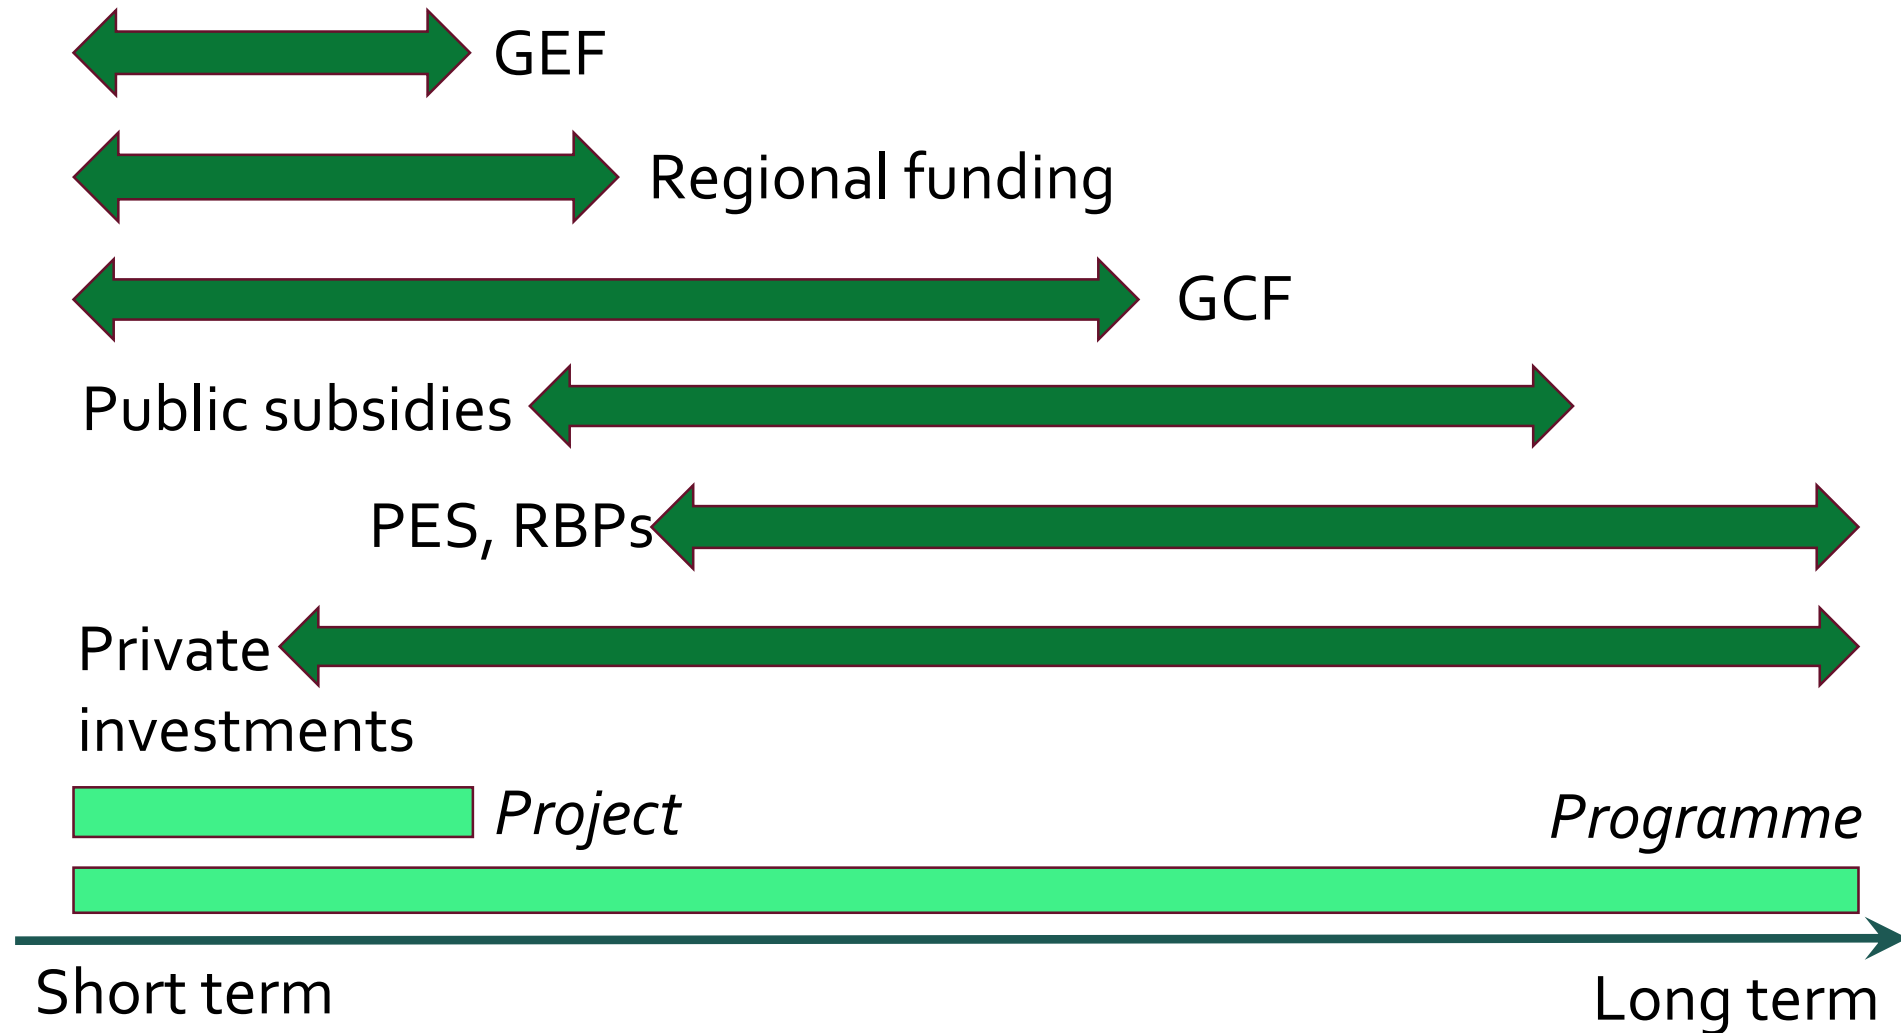 GEF
Regional funding
GCF
Public subsidies
PES, RBPs
Private
investments
Project
Programme
Short term
Long term